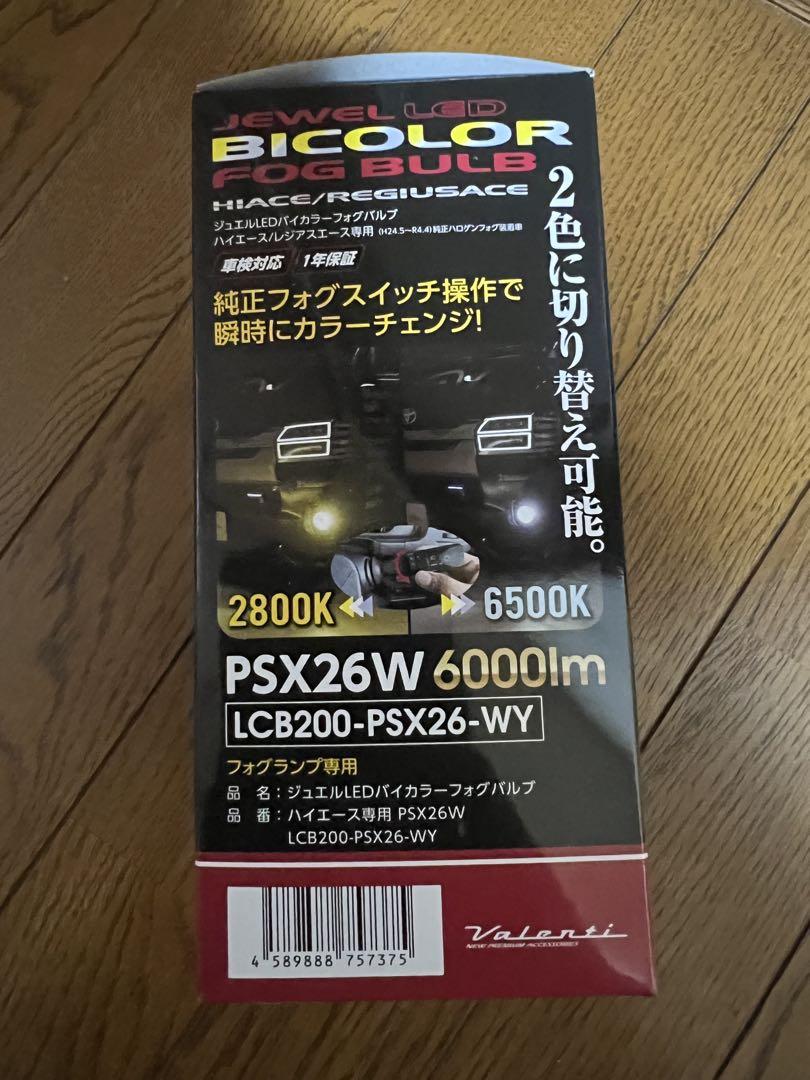 JEWEL LED
BICOLOR
FOG BULB
HIACE/REGIUSACE
ジュエルLEDバイカラーフォグバルブ
ハイエース/レジアスエース専用 (H24.5~R4.4)純正ハロゲンフォグ装着車
車検対応 1年保証
純正フォグスイッチ操作で
瞬時にカラーチェンジ!
2色に切り替え可能。
2800K 6500K
PSX26W 6000lm
LCB200-PSX26-WY
フォグランプ専用
品 名:ジュエルLEDバイカラーフォグバルブ
品 番:ハイエース専用 PSX26W
LCB200-PSX26-WY
4 589888 757375
Valenti
NEW PREMIUM ACCESSORIES